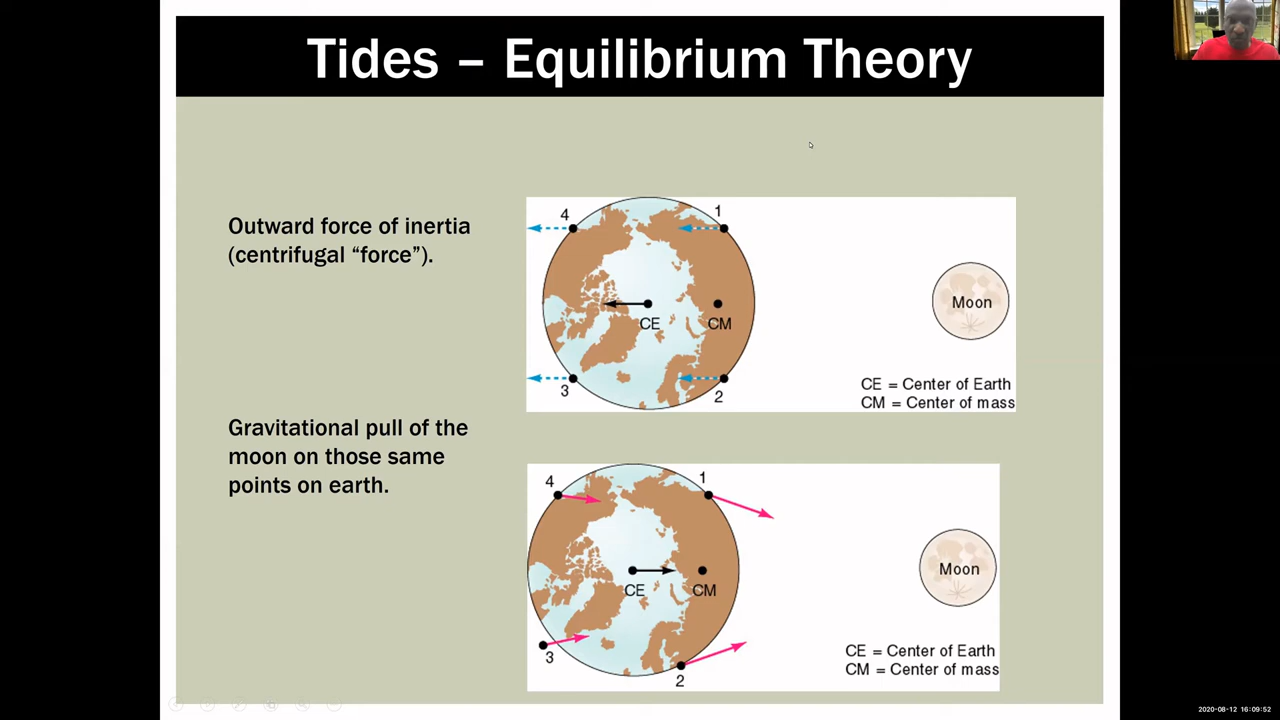 Tides – Equilibrium Theory
Outward force of inertia
(centrifugal “force”).
4
1
CE
CM
Moon
3
2
CE = Center of Earth
CM = Center of mass
Gravitational pull of the
moon on those same
points on earth.
4
1
CE
CM
Moon
3
2
CE = Center of Earth
CM = Center of mass
2020-08-12 16:09:52